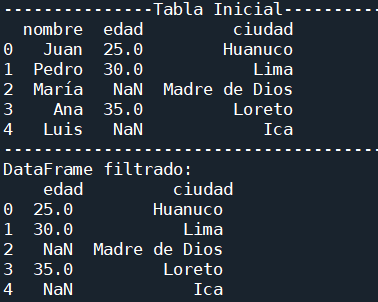 ---------------Tabla Inicial---------------
  nombre  edad         ciudad
0   Juan  25.0        Huanuco
1  Pedro  30.0           Lima
2  María   NaN  Madre de Dios
3    Ana  35.0         Loreto
4   Luis   NaN            Ica
--------------------------------------
DataFrame filtrado:
    edad         ciudad
0  25.0        Huanuco
1  30.0           Lima
2   NaN  Madre de Dios
3  35.0         Loreto
4   NaN            Ica